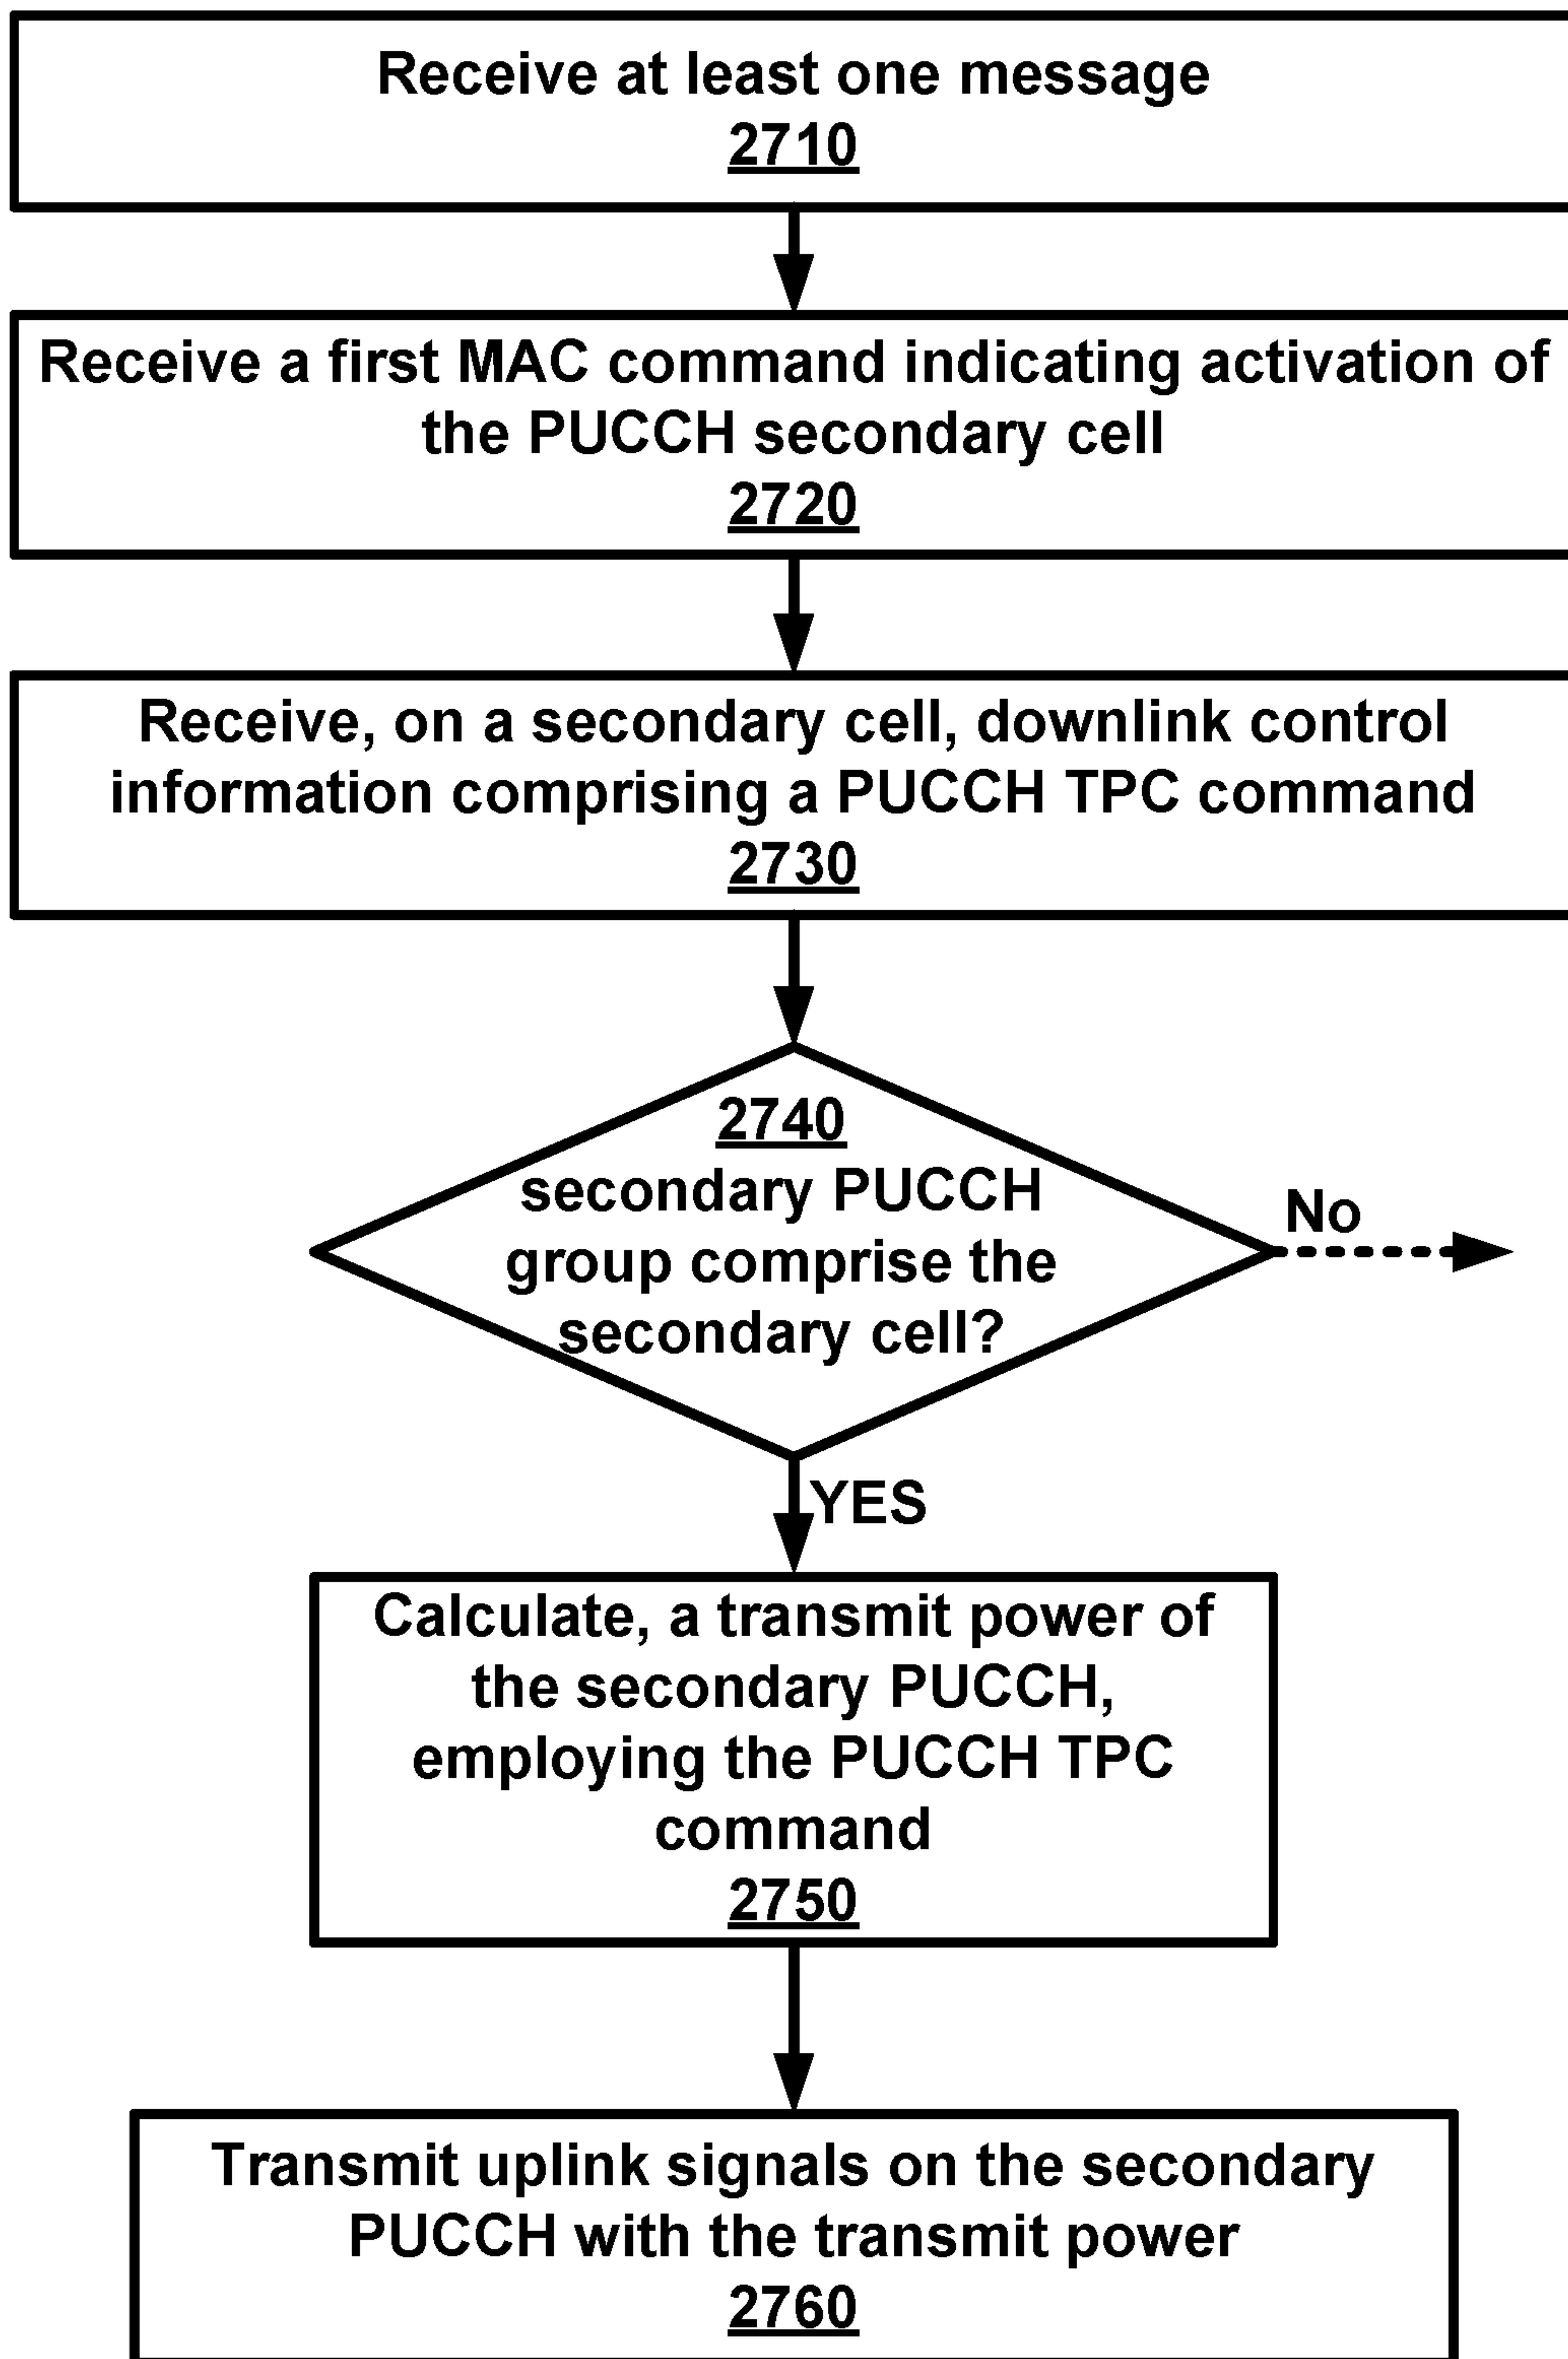 Receive at least one message
2710
Receive a first MAC command indicating activation of
the PUCCH secondary cell
2720
Receive, on a secondary cell, downlink control
information comprising a PUCCH TPC command
2730
2740
secondary PUCCH
group comprise the
secondary cell?
No
YES
Calculate, a transmit power of
the secondary PUCCH,
employing the PUCCH TPC
command
2750
Transmit uplink signals on the secondary
PUCCH with the transmit power
2760